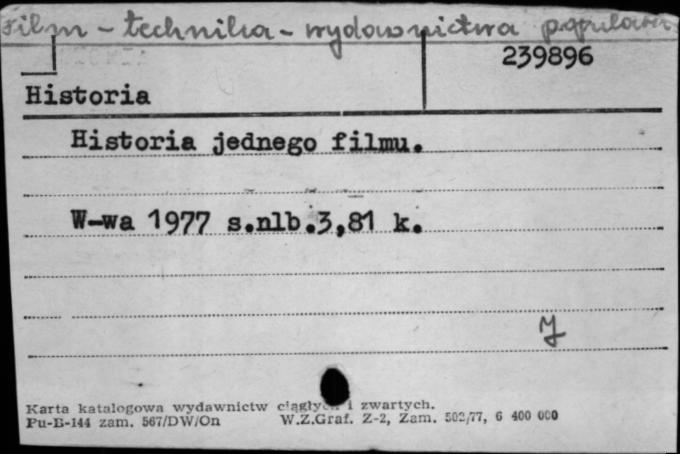 Film - technika - wydawnictwa popularne
239896
Historia
Historia jednego filmu.
W-wa 1977 s.nlb.3,81 k.
Karta katalogowa wydawnictw ciągłych i zwartych.
Pu-B-144 zam. 567/DW/On W.Z.Graf. Z-2, Zam. 502/77, 6 400 000